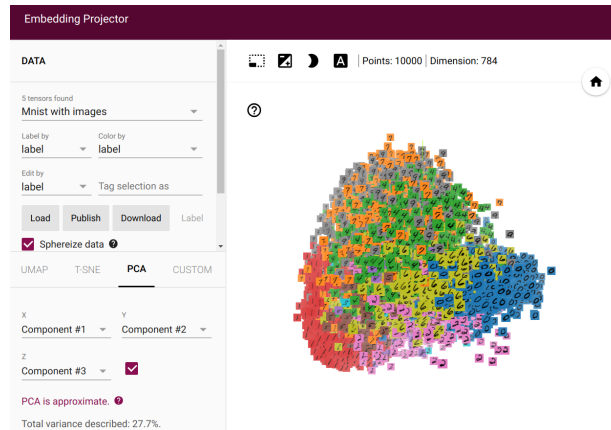 Embedding Projector
DATA
A Points: 10000 Dimension: 784
5 tensors found
Mnist with images
Label by Color by
label label
Edit by
label Tag selection as
Load Publish Download Label
Sphereize data
UMAP T-SNE PCA CUSTOM
X Y
Component #1 Component #2
Z
Component #3
PCA is approximate.
Total variance described: 27.7%.